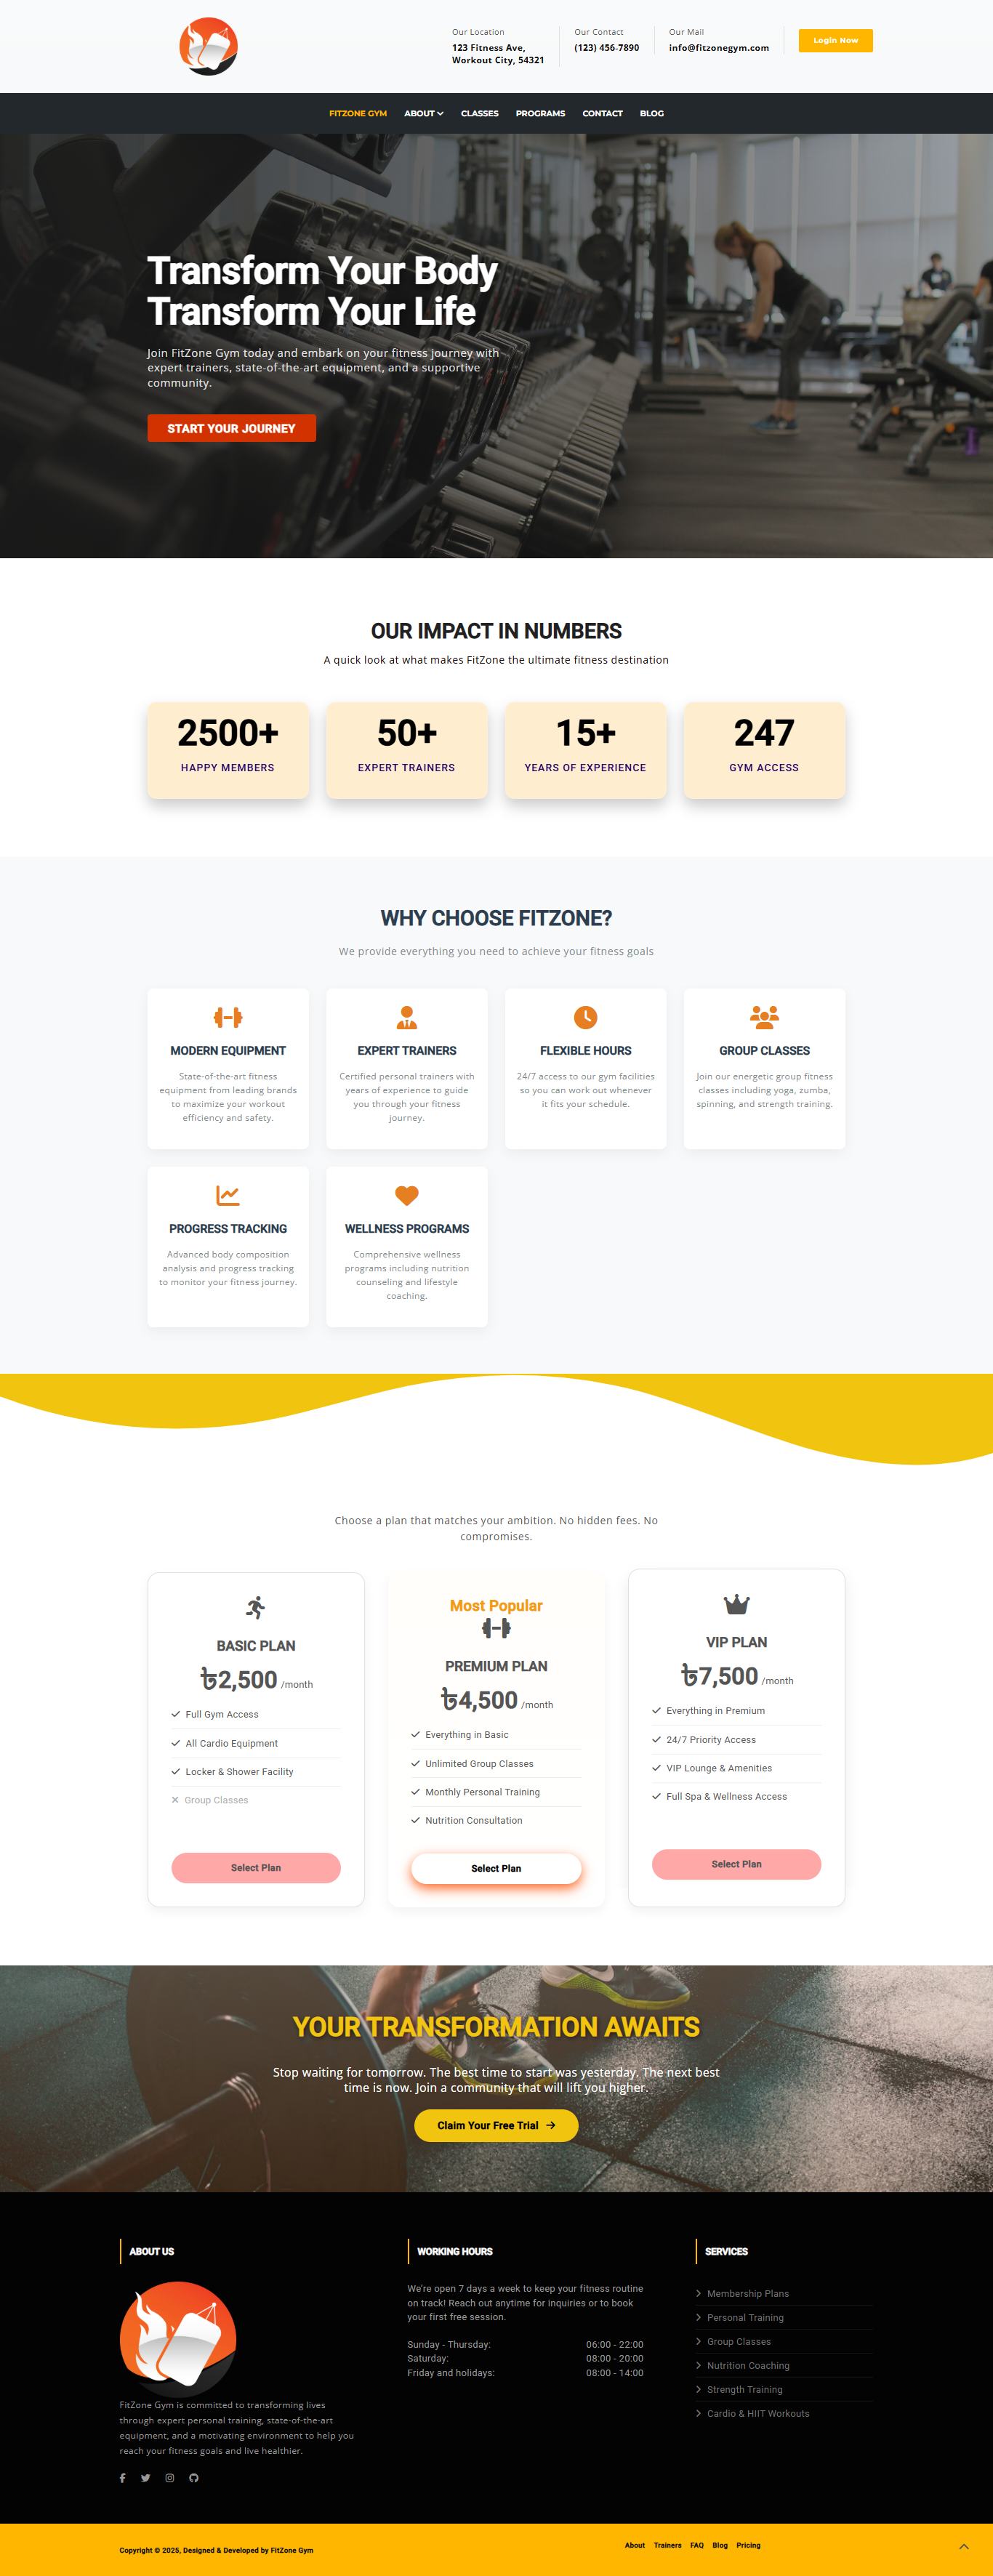 Our Location
123 Fitness Ave,
Workout City, 54321
Our Contact
(123) 456-7890
Our Mail
info@fitzonegym.com
Login Now
FITZONE GYM ABOUT CLASSES PROGRAMS CONTACT BLOG
Transform Your Body
Transform Your Life
Join FitZone Gym today and embark on your fitness journey with
expert trainers, state-of-the-art equipment, and a supportive
community.
START YOUR JOURNEY
OUR IMPACT IN NUMBERS
A quick look at what makes FitZone the ultimate fitness destination
2500+
HAPPY MEMBERS
50+
EXPERT TRAINERS
15+
YEARS OF EXPERIENCE
247
GYM ACCESS
WHY CHOOSE FITZONE?
We provide everything you need to achieve your fitness goals
MODERN EQUIPMENT
State-of-the-art fitness
equipment from leading brands
to maximize your workout
efficiency and safety.
EXPERT TRAINERS
Certified personal trainers with
years of experience to guide
you through your fitness
journey.
FLEXIBLE HOURS
24/7 access to our gym facilities
so you can work out whenever
it fits your schedule.
GROUP CLASSES
Join our energetic group fitness
classes including yoga, zumba,
spinning, and strength training.
PROGRESS TRACKING
Advanced body composition
analysis and progress tracking
to monitor your fitness journey.
WELLNESS PROGRAMS
Comprehensive wellness
programs including nutrition
counseling and lifestyle
coaching.
Choose a plan that matches your ambition. No hidden fees. No
compromises.
BASIC PLAN
৳2,500 /month
Full Gym Access
All Cardio Equipment
Locker & Shower Facility
Group Classes
Select Plan
Most Popular
PREMIUM PLAN
৳4,500 /month
Everything in Basic
Unlimited Group Classes
Monthly Personal Training
Nutrition Consultation
Select Plan
VIP PLAN
৳7,500 /month
Everything in Premium
24/7 Priority Access
VIP Lounge & Amenities
Full Spa & Wellness Access
Select Plan
YOUR TRANSFORMATION AWAITS
Stop waiting for tomorrow. The best time to start was yesterday. The next best
time is now. Join a community that will lift you higher.
Claim Your Free Trial
ABOUT US
FitZone Gym is committed to transforming lives
through expert personal training, state-of-the-art
equipment, and a motivating environment to help you
reach your fitness goals and live healthier.
WORKING HOURS
We're open 7 days a week to keep your fitness routine
on track! Reach out anytime for inquiries or to book
your first free session.
Sunday - Thursday: 06:00 - 22:00
Saturday: 08:00 - 20:00
Friday and holidays: 08:00 - 14:00
SERVICES
Membership Plans
Personal Training
Group Classes
Nutrition Coaching
Strength Training
Cardio & HIIT Workouts
Copyright © 2025, Designed & Developed by FitZone Gym
About Trainers FAQ Blog Pricing